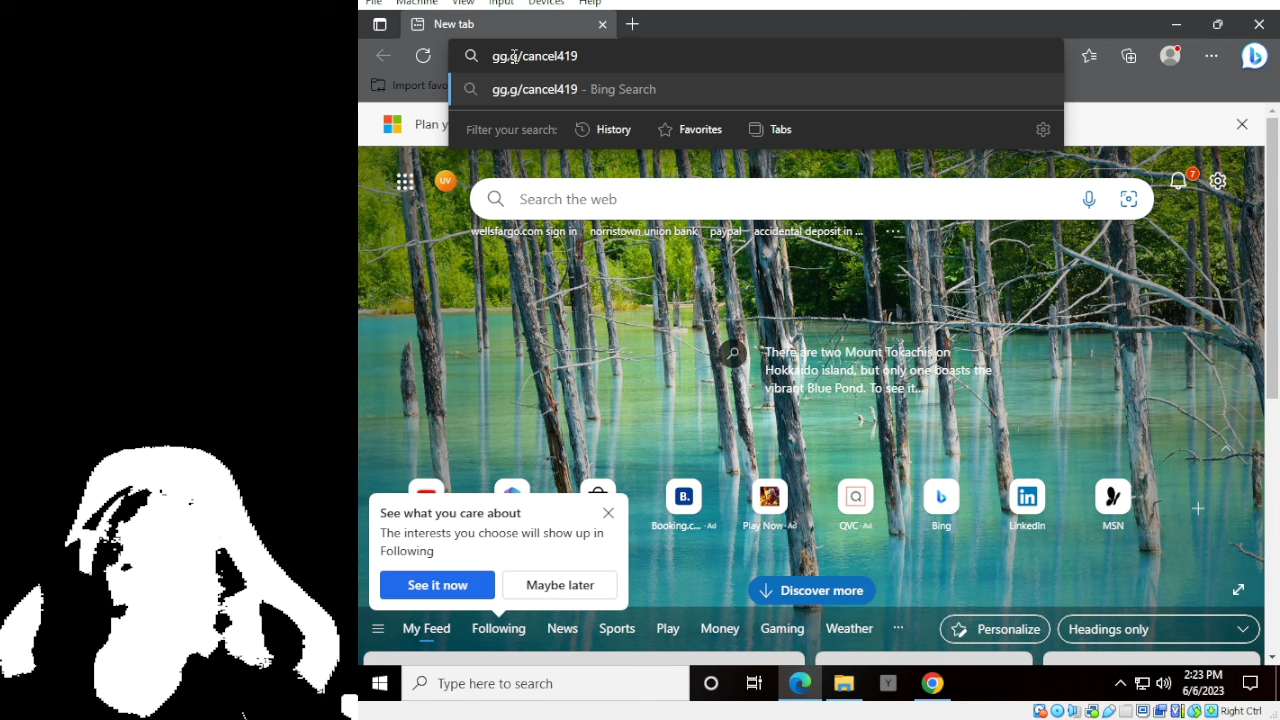 File Machine View Input Devices Help
New tab
gg,g/cancel419
Import favo
gg,g/cancel419 - Bing Search
Filter your search: History Favorites Tabs
Plan y
UV
Search the web
7
wellsfargo.com sign in norristown union bank paypal accidental deposit in ... ...
There are two Mount Tokachis on
Hokkaido island, but only one boasts the
vibrant Blue Pond. To see it...
See what you care about
The interests you choose will show up in
Following
See it now Maybe later
B.
Booking.c... · Ad Play Now · Ad QVC · Ad Bing LinkedIn MSN
Discover more
My Feed Following News Sports Play Money Gaming Weather ... Personalize Headings only
Type here to search
Y
2:23 PM
6/6/2023
Right Ctrl